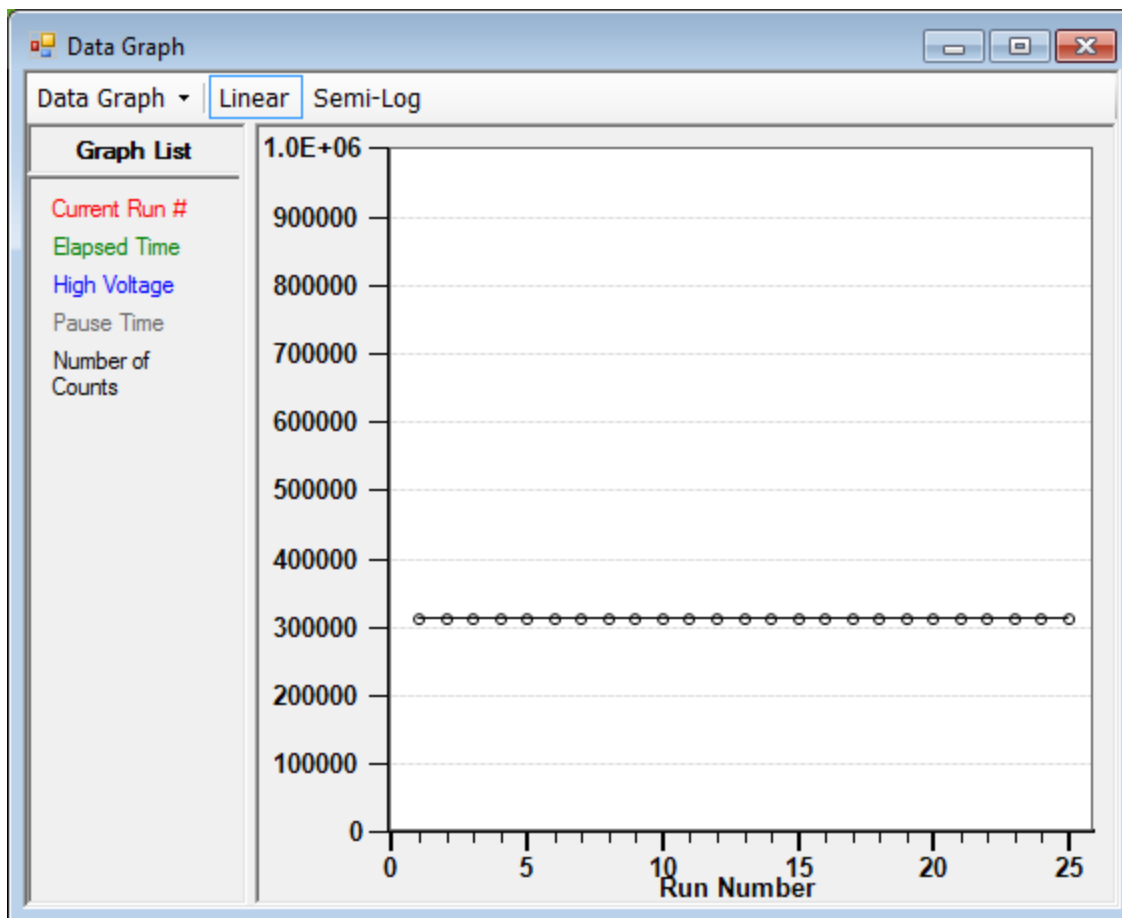 Data Graph
Data Graph Linear Semi-Log
Graph List
Current Run #
Elapsed Time
High Voltage
Pause Time
Number of
Counts
1.0E+06
900000
800000
700000
600000
500000
400000
300000
200000
100000
0
0 5 10 15 20 25
Run Number